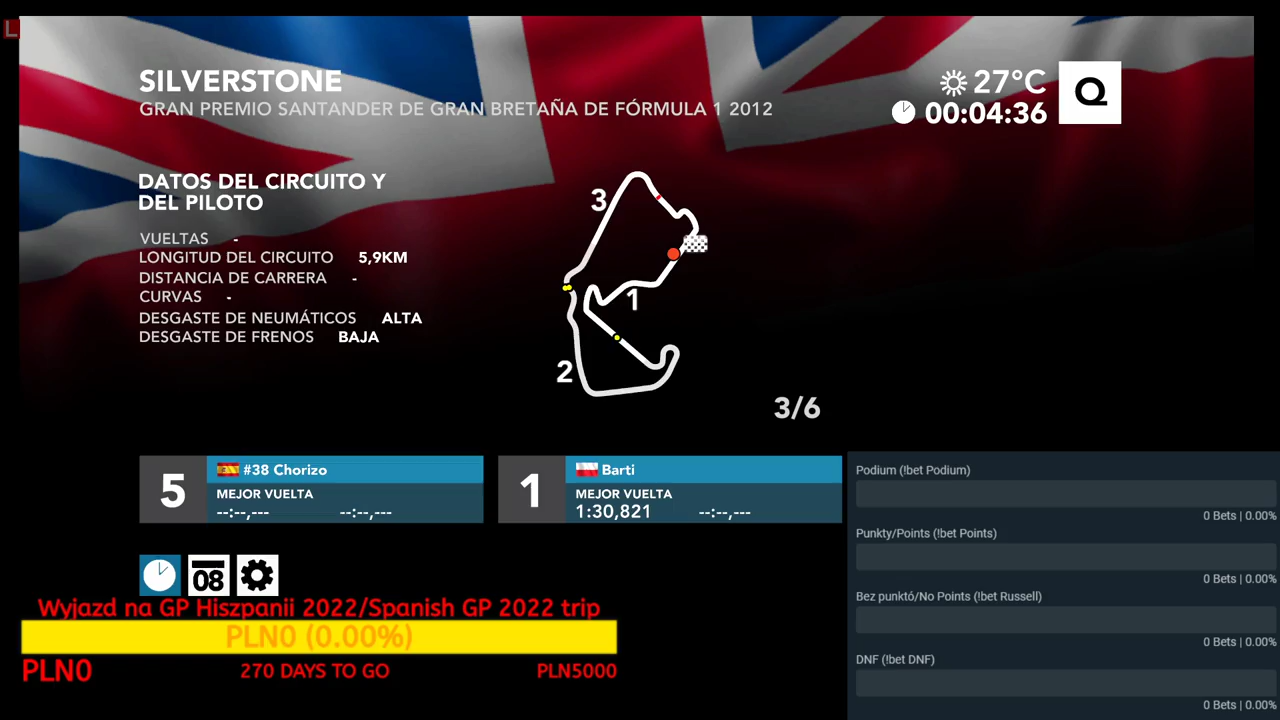 L
SILVERSTONE
GRAN PREMIO SANTANDER DE GRAN BRETAÑA DE FÓRMULA 1 2012
27°C
00:04:36
Q
DATOS DEL CIRCUITO Y
DEL PILOTO
VUELTAS -
LONGITUD DEL CIRCUITO 5,9KM
DISTANCIA DE CARRERA -
CURVAS -
DESGASTE DE NEUMÁTICOS ALTA
DESGASTE DE FRENOS BAJA
3
1
2
3/6
5
#38 Chorizo
MEJOR VUELTA
--:--,--- --:--,---
1
Barti
MEJOR VUELTA
1:30,821 --:--,---
08
Wyjazd na GP Hiszpanii 2022/Spanish GP 2022 trip
PLN0 (0.00%)
PLN0 270 DAYS TO GO PLN5000
Podium (!bet Podium)
0 Bets | 0.00%
Punkty/Points (!bet Points)
0 Bets | 0.00%
Bez punktó/No Points (!bet Russell)
0 Bets | 0.00%
DNF (!bet DNF)
0 Bets | 0.00%